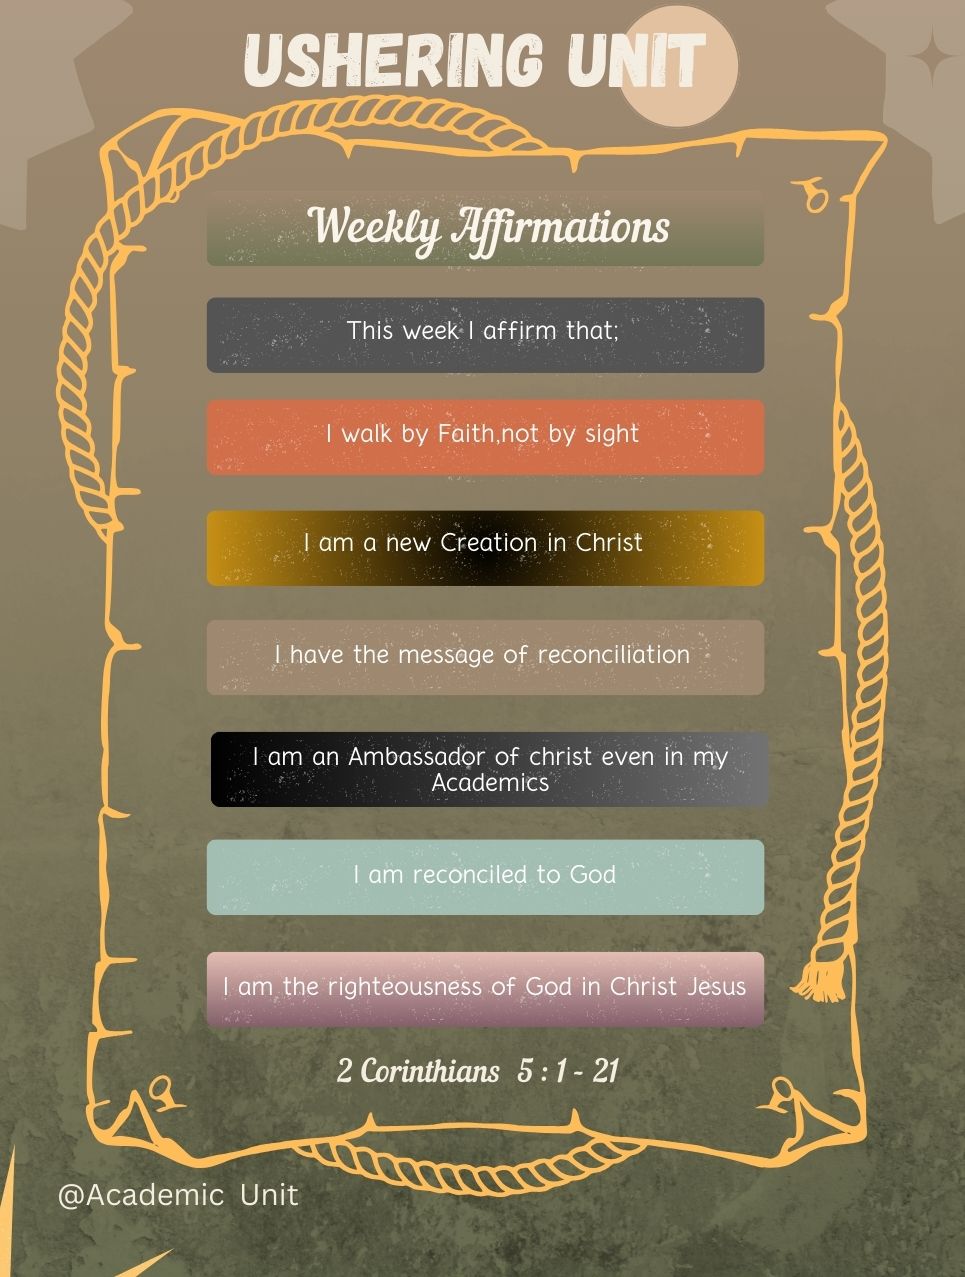 USHERING UNIT
Weekly Affirmations
This week I affirm that;
I walk by Faith,not by sight
I am a new Creation in Christ
I have the message of reconciliation
I am an Ambassador of christ even in my
Academics
I am reconciled to God
I am the righteousness of God in Christ Jesus
2 Corinthians 5 : 1 - 21
@Academic Unit